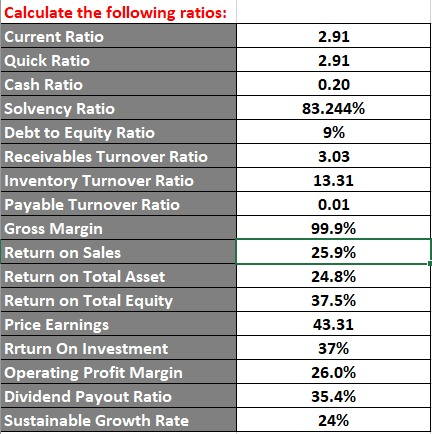 Calculate the following ratios:
Current Ratio 2.91
Quick Ratio 2.91
Cash Ratio 0.20
Solvency Ratio 83.244%
Debt to Equity Ratio 9%
Receivables Turnover Ratio 3.03
Inventory Turnover Ratio 13.31
Payable Turnover Ratio 0.01
Gross Margin 99.9%
Return on Sales 25.9%
Return on Total Asset 24.8%
Return on Total Equity 37.5%
Price Earnings 43.31
Rrturn On Investment 37%
Operating Profit Margin 26.0%
Dividend Payout Ratio 35.4%
Sustainable Growth Rate 24%